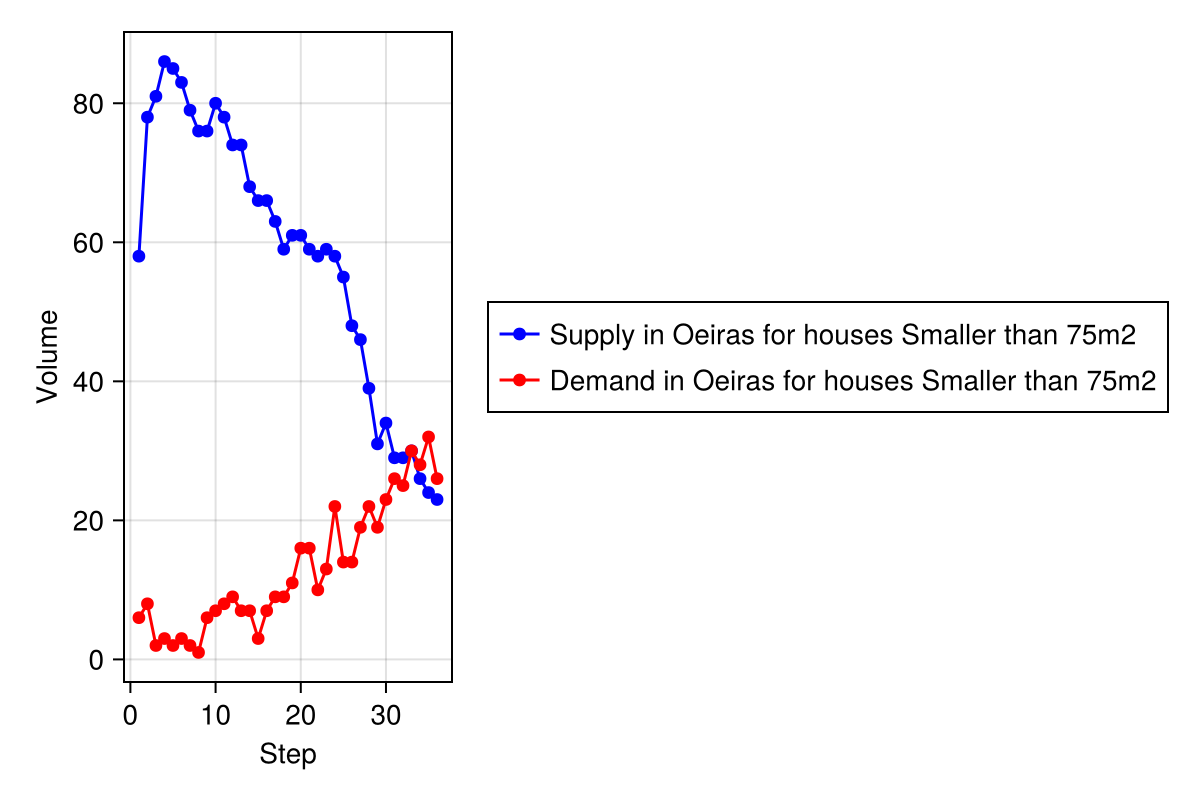 80
60
40
20
0
Volume
0 10 20 30
Step
Supply in Oeiras for houses Smaller than 75m2
Demand in Oeiras for houses Smaller than 75m2